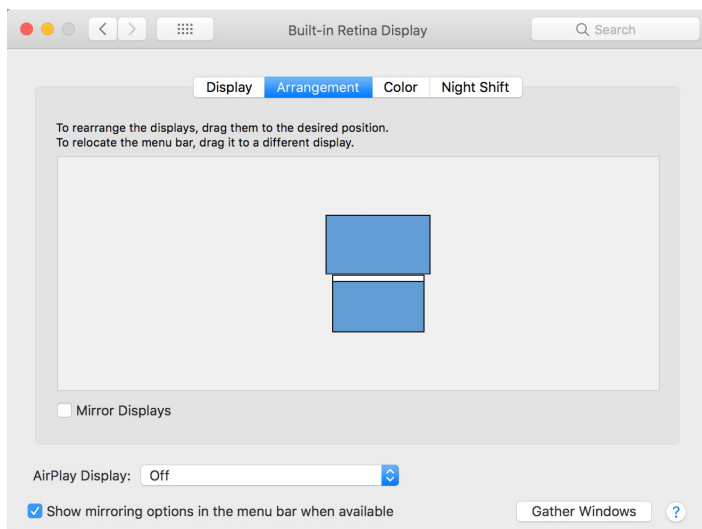 Built-in Retina Display
Search
Display Arrangement Color Night Shift
To rearrange the displays, drag them to the desired position.
To relocate the menu bar, drag it to a different display.
Mirror Displays
AirPlay Display: Off
Show mirroring options in the menu bar when available
Gather Windows ?